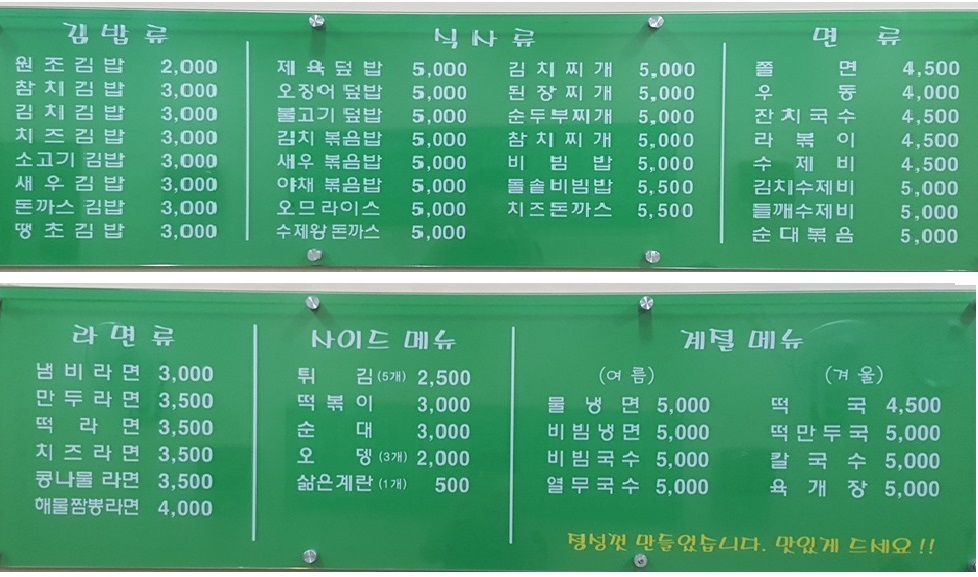 김밥류
원조김밥 2,000
참치김밥 3,000
김치김밥 3,000
치즈김밥 3,000
소고기 김밥 3,000
새우김밥 3,000
돈까스 김밥 3,000
땡초김밥 3,000
식사류
제육덮밥 5,000
오징어덮밥 5,000
불고기덮밥 5,000
김치 볶음밥 5,000
새우 볶음밥 5,000
야채 볶음밥 5,000
오므라이스 5,000
수제왕 돈까스 5,000
김치찌개 5,000
된장찌개 5,000
순두부찌개 5,000
참치찌개 5,000
비빔밥 5,000
돌솥비빔밥 5,500
치즈돈까스 5,500
면류
쫄면 4,500
우동 4,000
잔치국수 4,500
라볶이 4,500
수제비 4,500
김치수제비 5,000
들깨수제비 5,000
순대볶음 5,000
라면류
냄비라면 3,000
만두라면 3,500
떡라면 3,500
치즈라면 3,500
콩나물라면 3,500
해물짬뽕라면 4,000
사이드 메뉴
튀김(5개) 2,500
떡볶이 3,000
순대 3,000
오뎅(3개) 2,000
삶은계란(1개) 500
계절 메뉴
(여름)
물냉면 5,000
비빔냉면 5,000
비빔국수 5,000
열무국수 5,000
(겨울)
떡국 4,500
떡만두국 5,000
칼국수 5,000
육개장 5,000
정성껏 만들었습니다. 맛있게 드세요!!